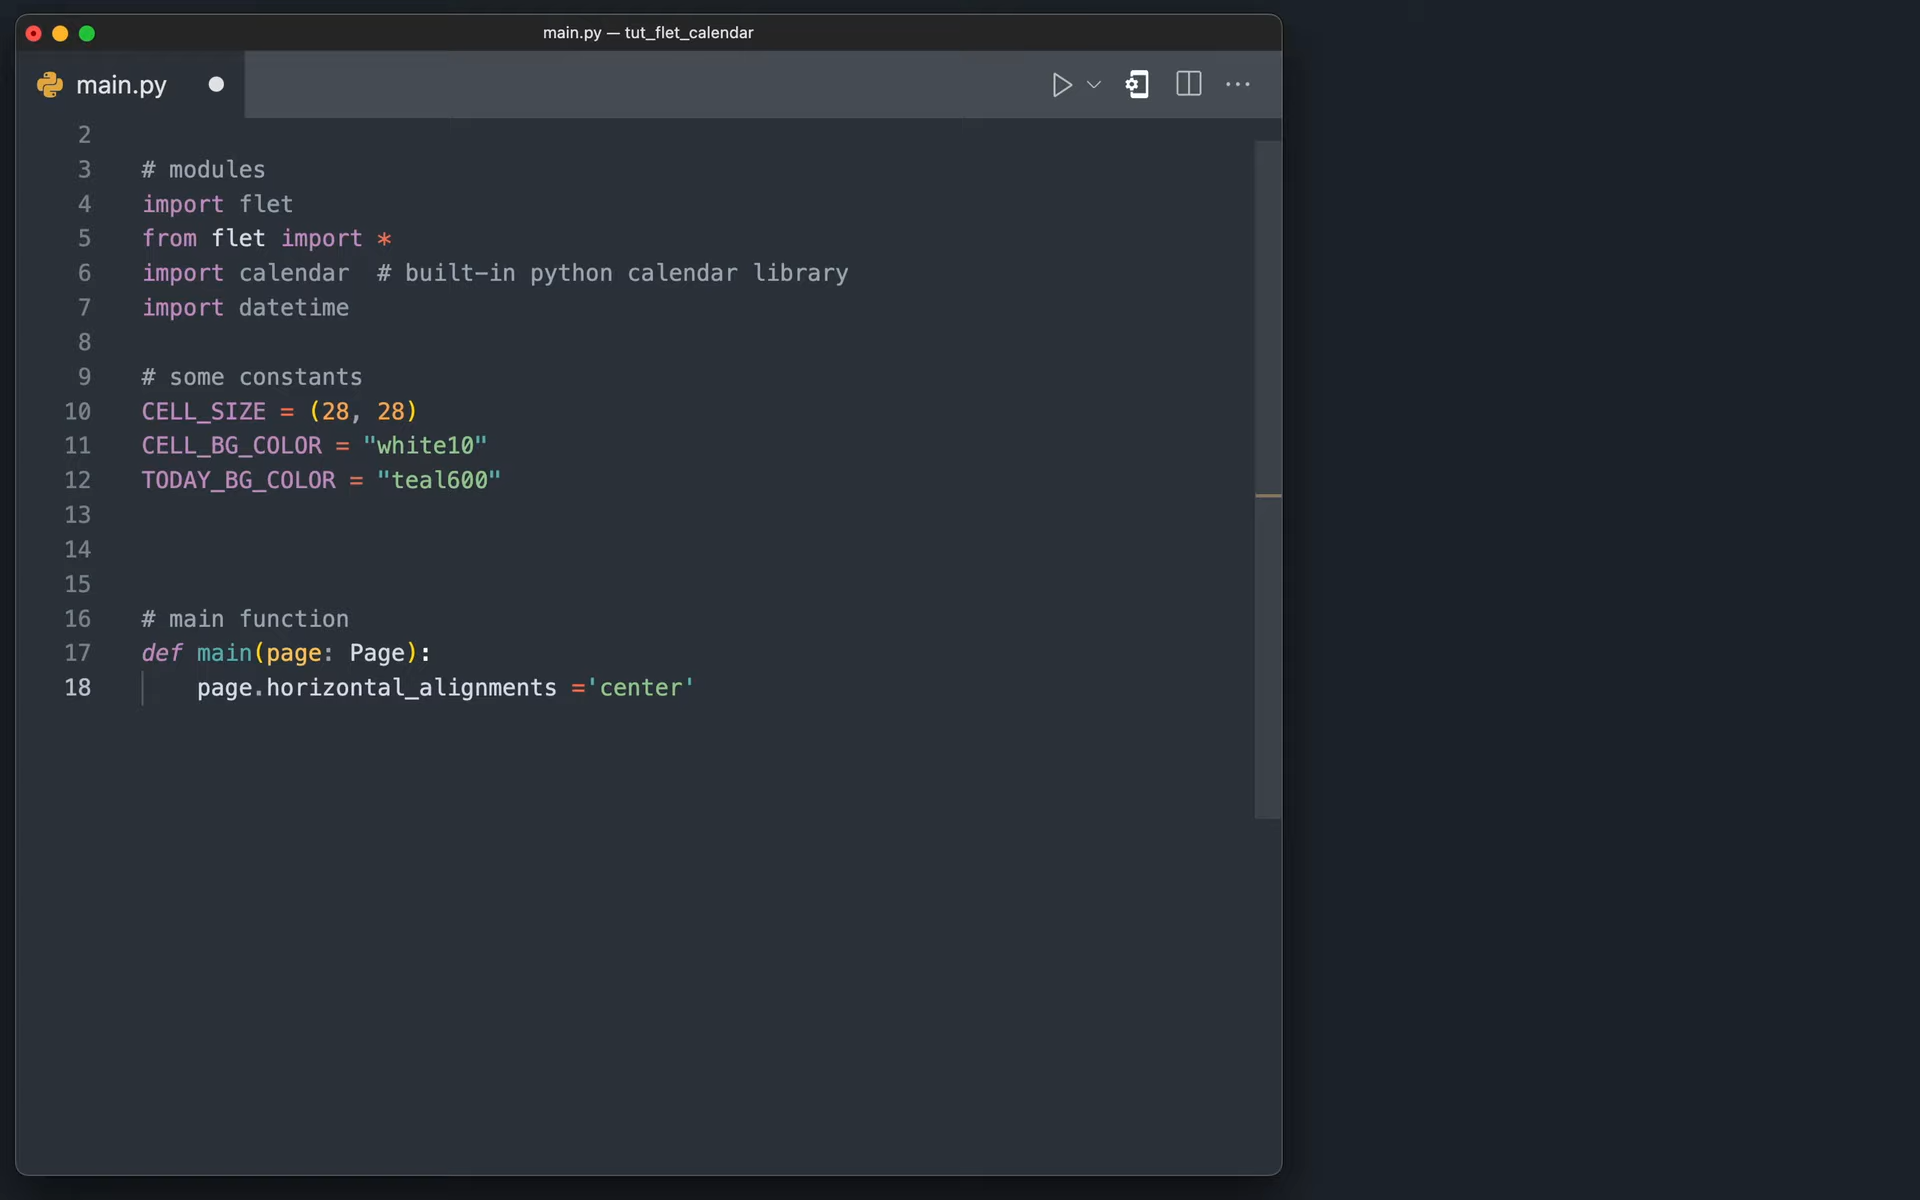 main.py — tut_flet_calendar
main.py
2
3 # modules
4 import flet
5 from flet import *
6 import calendar  # built-in python calendar library
7 import datetime
8
9 # some constants
10 CELL_SIZE = (28, 28)
11 CELL_BG_COLOR = "white10"
12 TODAY_BG_COLOR = "teal600"
13
14
15
16 # main function
17 def main(page: Page):
18     page.horizontal_alignments ='center'